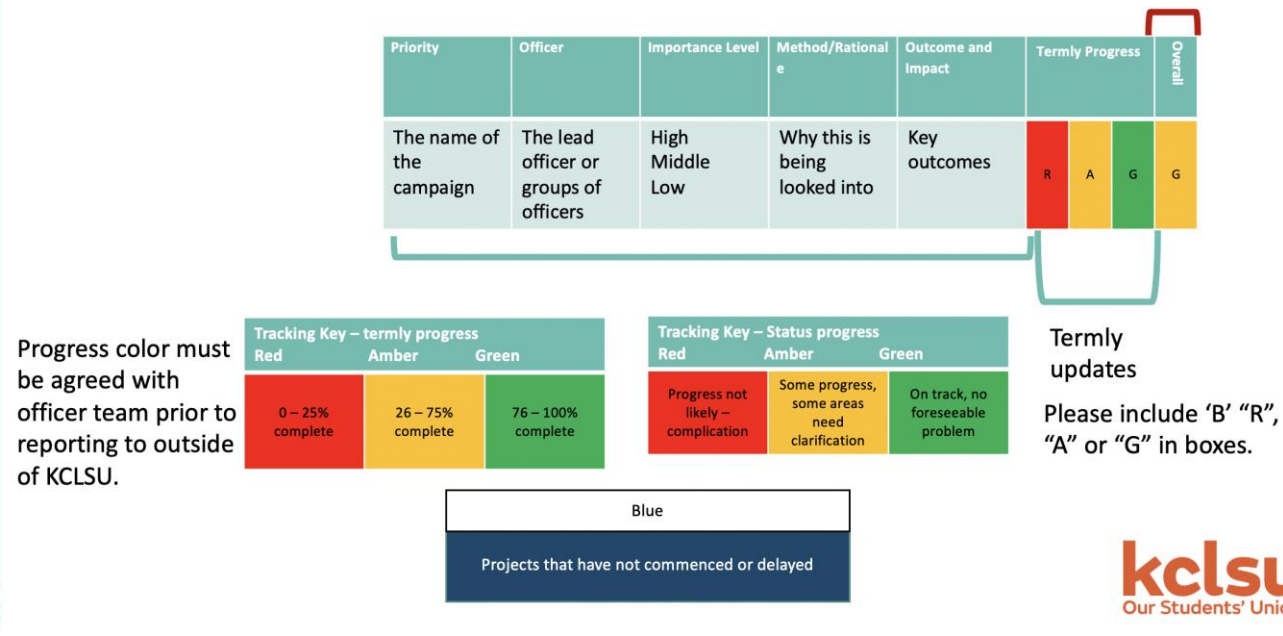 Priority
Officer
Importance Level
Method/Rational
e
Outcome and
Impact
Termly Progress
Overall
The name of
the
campaign
The lead
officer or
groups of
officers
High
Middle
Low
Why this is
being
looked into
Key
outcomes
R
A
G
G
Progress color must
be agreed with
officer team prior to
reporting to outside
of KCLSU.
Tracking Key – termly progress
Red Amber Green
0 – 25%
complete
26 – 75%
complete
76 – 100%
complete
Tracking Key – Status progress
Red Amber Green
Progress not
likely –
complication
Some progress,
some areas
need
clarification
On track, no
foreseeable
problem
Termly
updates
Please include ‘B’ “R”,
“A” or “G” in boxes.
Blue
Projects that have not commenced or delayed
kclsu
Our Students’ Unio